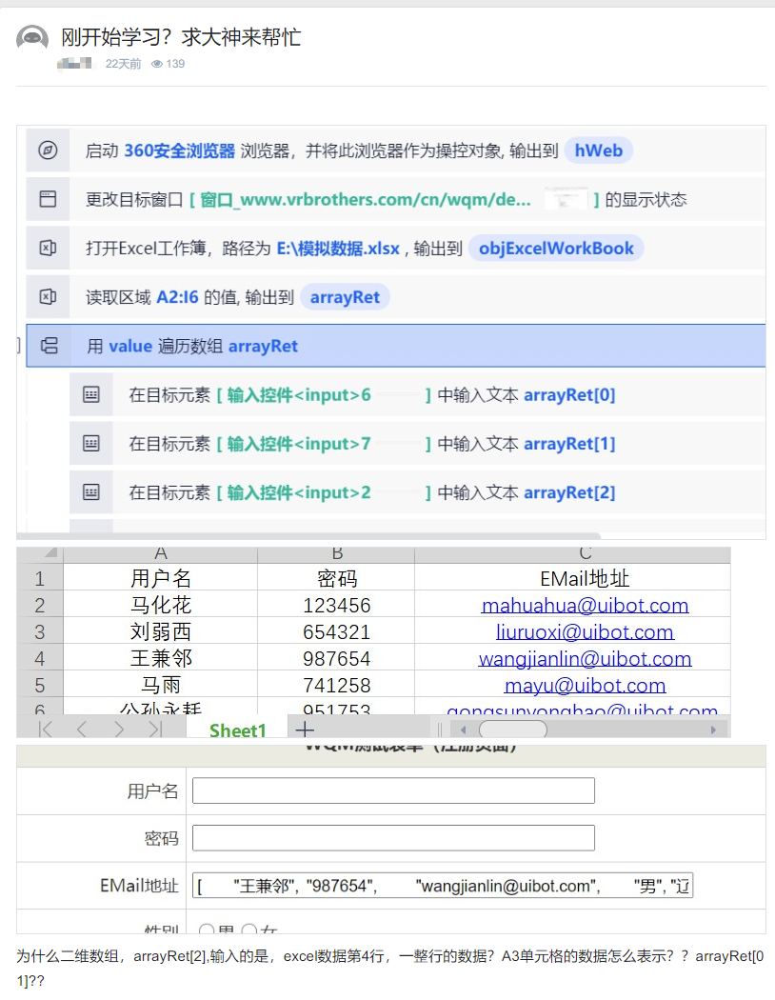 刚开始学习？求大神来帮忙
22天前 139
启动 360安全浏览器 浏览器，并将此浏览器作为操控对象, 输出到 hWeb
更改目标窗口 [ 窗口_www.vrbrothers.com/cn/wqm/de... ] 的显示状态
打开Excel工作簿，路径为 E:\模拟数据.xlsx , 输出到 objExcelWorkBook
读取区域 A2:I6 的值, 输出到 arrayRet
用 value 遍历数组 arrayRet
在目标元素 [ 输入控件<input>6 ] 中输入文本 arrayRet[0]
在目标元素 [ 输入控件<input>7 ] 中输入文本 arrayRet[1]
在目标元素 [ 输入控件<input>2 ] 中输入文本 arrayRet[2]
A B C
1 用户名 密码 EMail地址
2 马化花 123456 mahuahua@uibot.com
3 刘弱西 654321 liuruoxi@uibot.com
4 王兼邻 987654 wangjianlin@uibot.com
5 马雨 741258 mayu@uibot.com
6 公孙永耗 951753 gongsunyonghao@uibot.com
Sheet1
WQM测试表单（注册页面）
用户名
密码
EMail地址 [ "王兼邻", "987654", "wangjianlin@uibot.com", "男", "辽
性别 男 女
为什么二维数组，arrayRet[2],输入的是，excel数据第4行，一整行的数据？A3单元格的数据怎么表示？？arrayRet[0
1]??